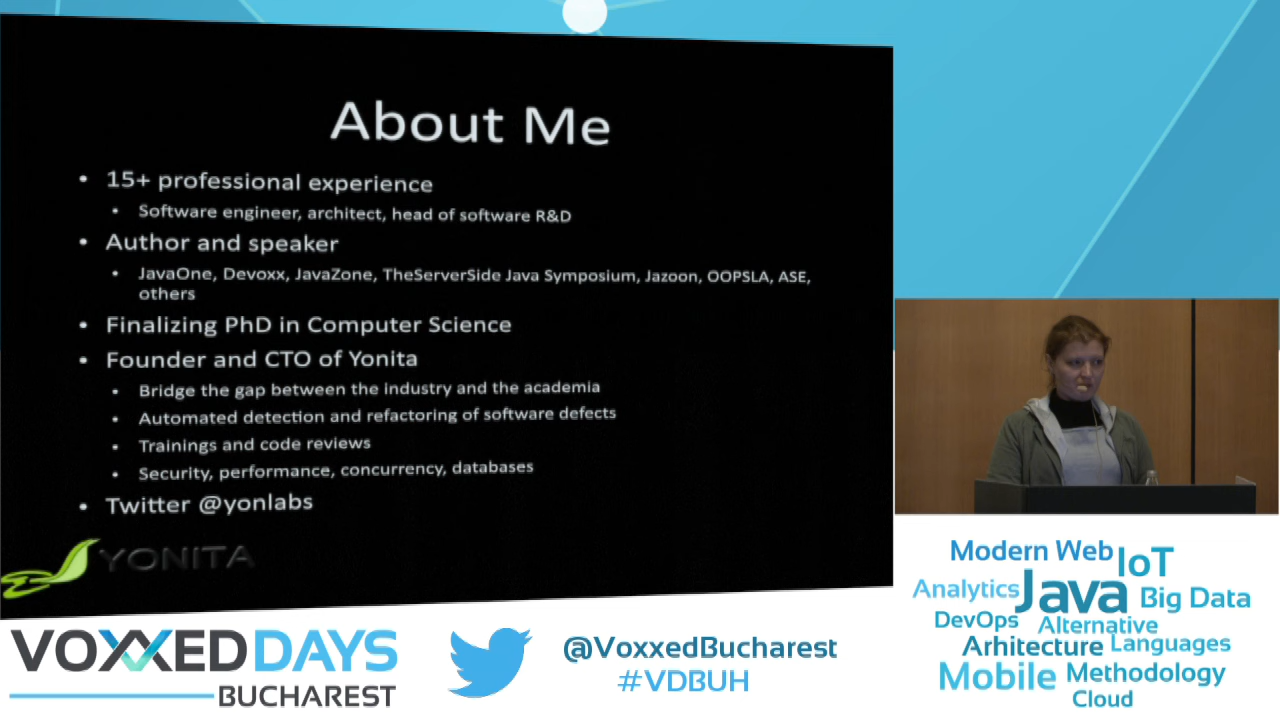 About Me
• 15+ professional experience
• Software engineer, architect, head of software R&D
• Author and speaker
• JavaOne, Devoxx, JavaZone, TheServerSide Java Symposium, Jazoon, OOPSLA, ASE,
others
• Finalizing PhD in Computer Science
• Founder and CTO of Yonita
• Bridge the gap between the industry and the academia
• Automated detection and refactoring of software defects
• Trainings and code reviews
• Security, performance, concurrency, databases
• Twitter @yonlabs
YONITA
VOXXED DAYS
BUCHAREST
@VoxxedBucharest
#VDBUH
Modern Web IoT
Analytics Java Big Data
DevOps Alternative
Arhitecture Languages
Mobile Methodology
Cloud